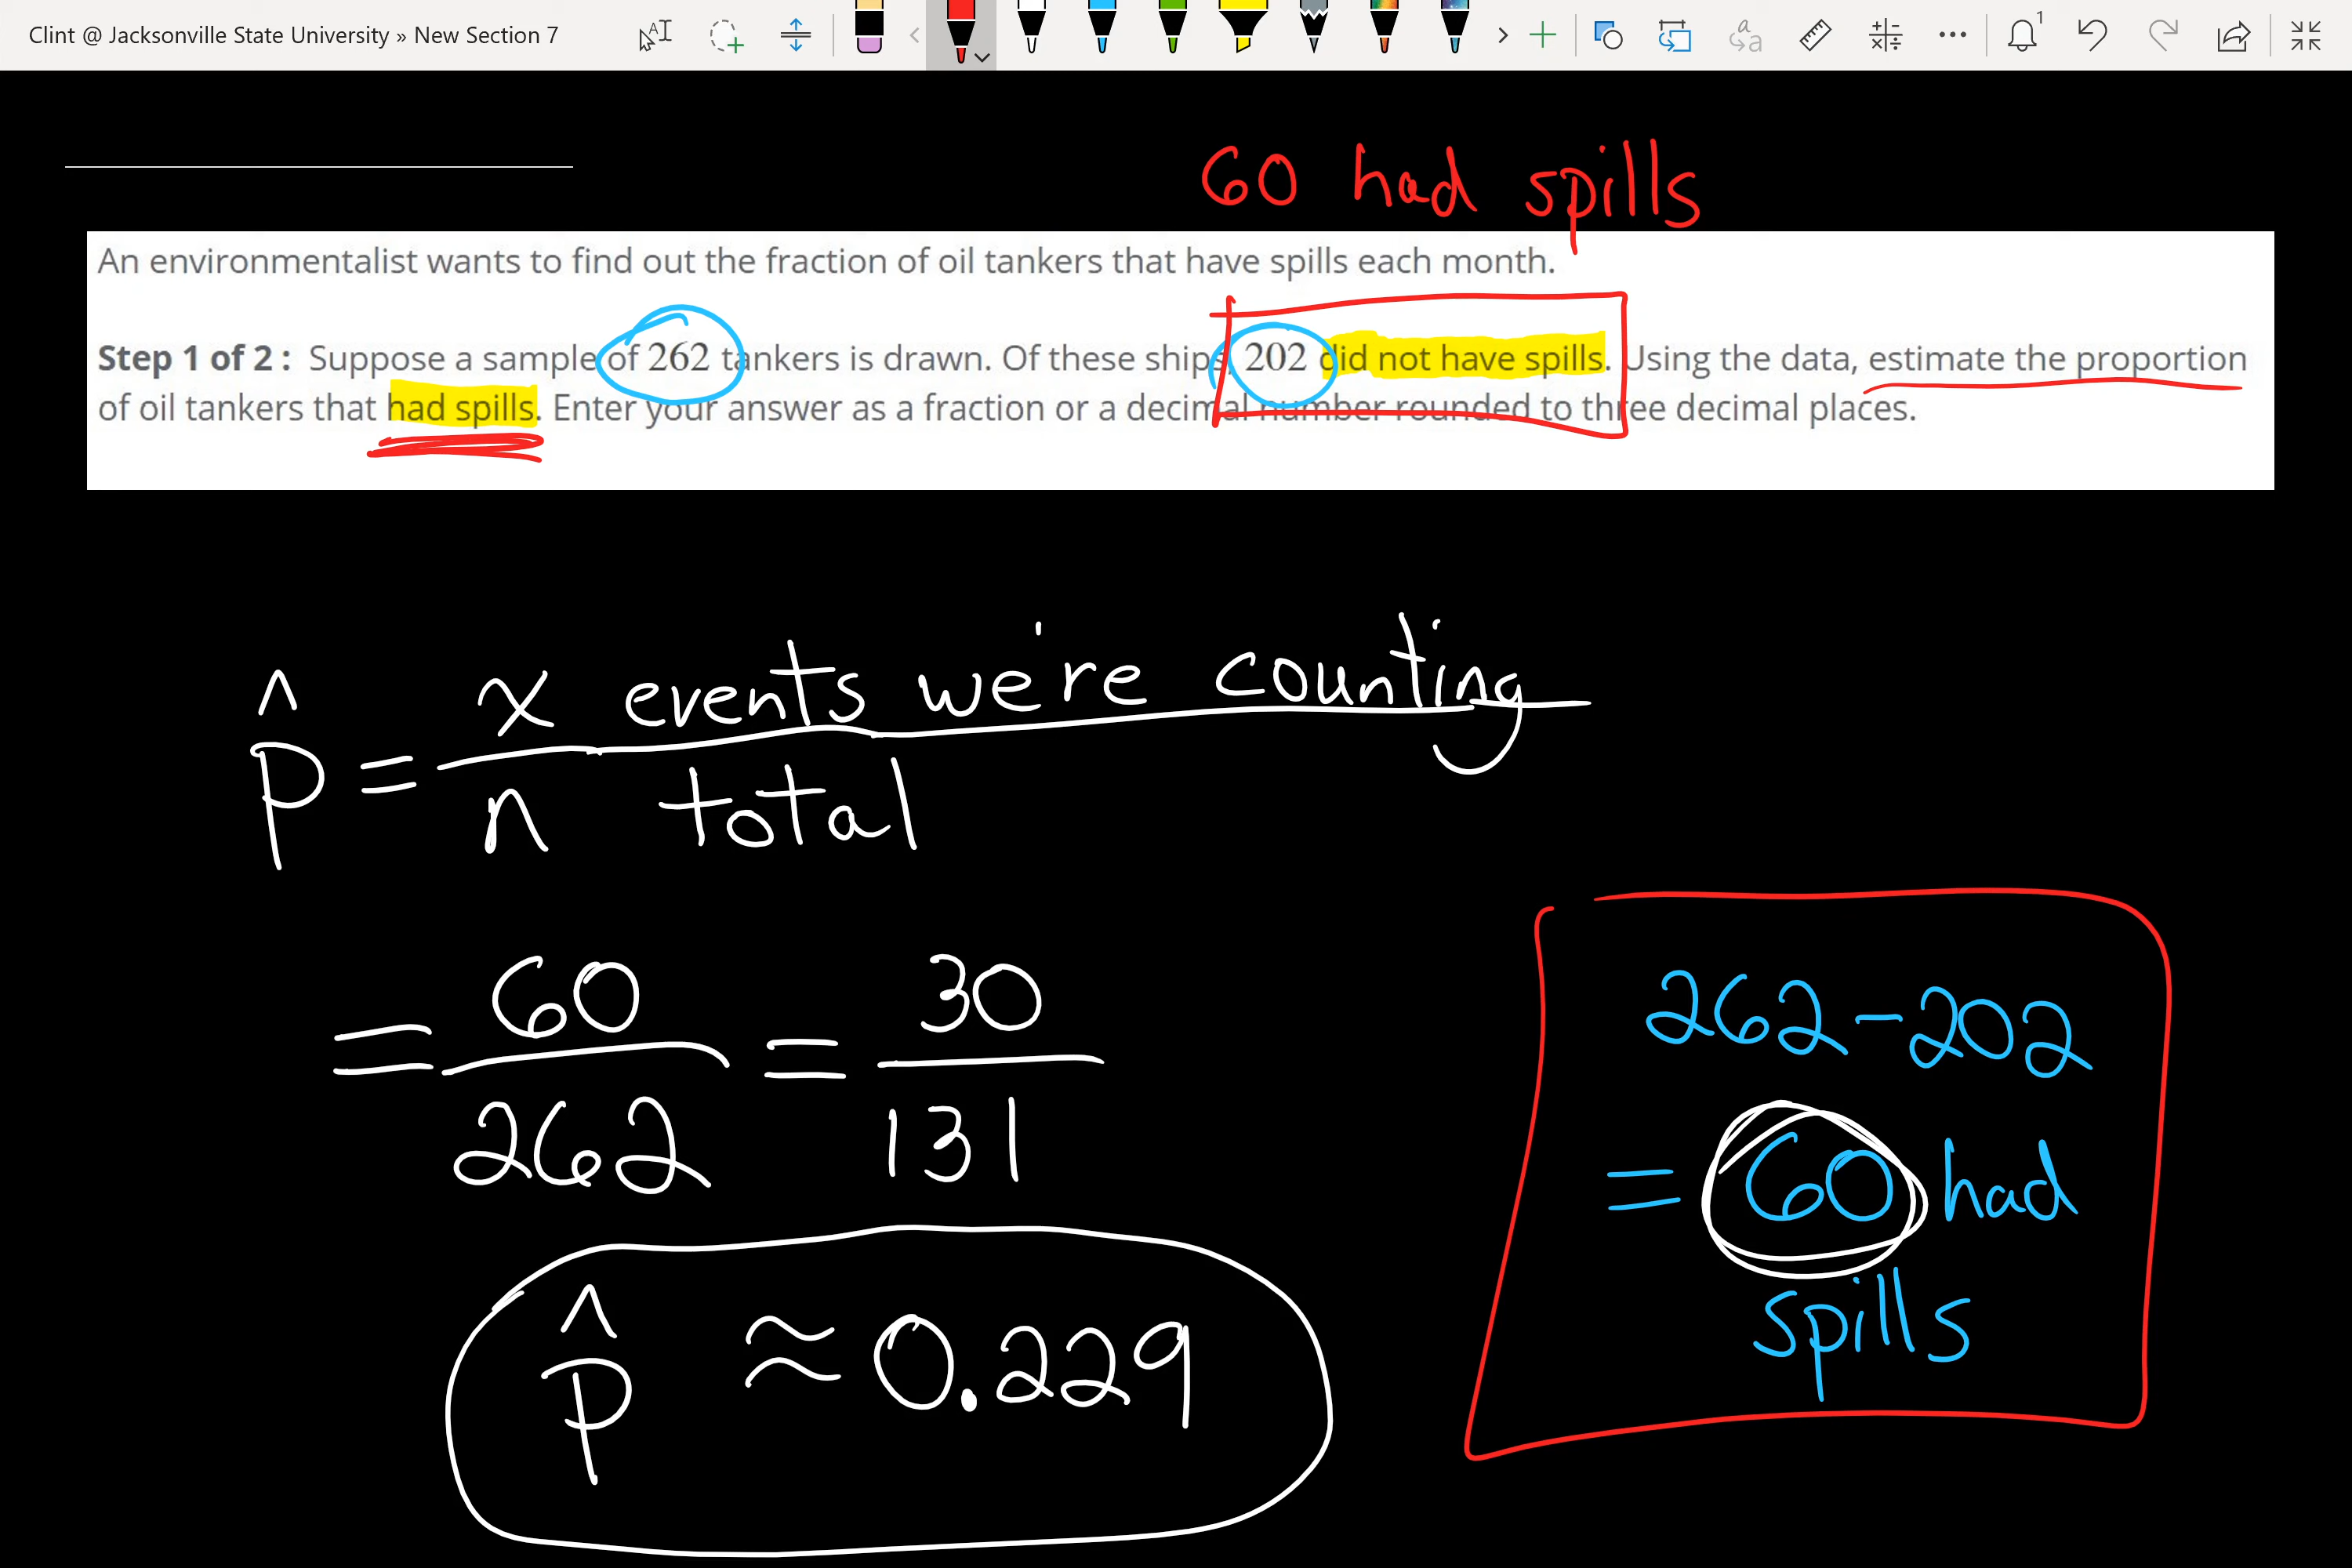 Clint @ Jacksonville State University » New Section 7
1
60 had spills
An environmentalist wants to find out the fraction of oil tankers that have spills each month.
Step 1 of 2 : Suppose a sample of 262 tankers is drawn. Of these ships, 202 did not have spills. Using the data, estimate the proportion
of oil tankers that had spills. Enter your answer as a fraction or a decimal number rounded to three decimal places.
p̂ = x events we're counting
n total
= 60/262 = 30/131
p̂ ≈ 0.229
262-202
= 60 had
spills